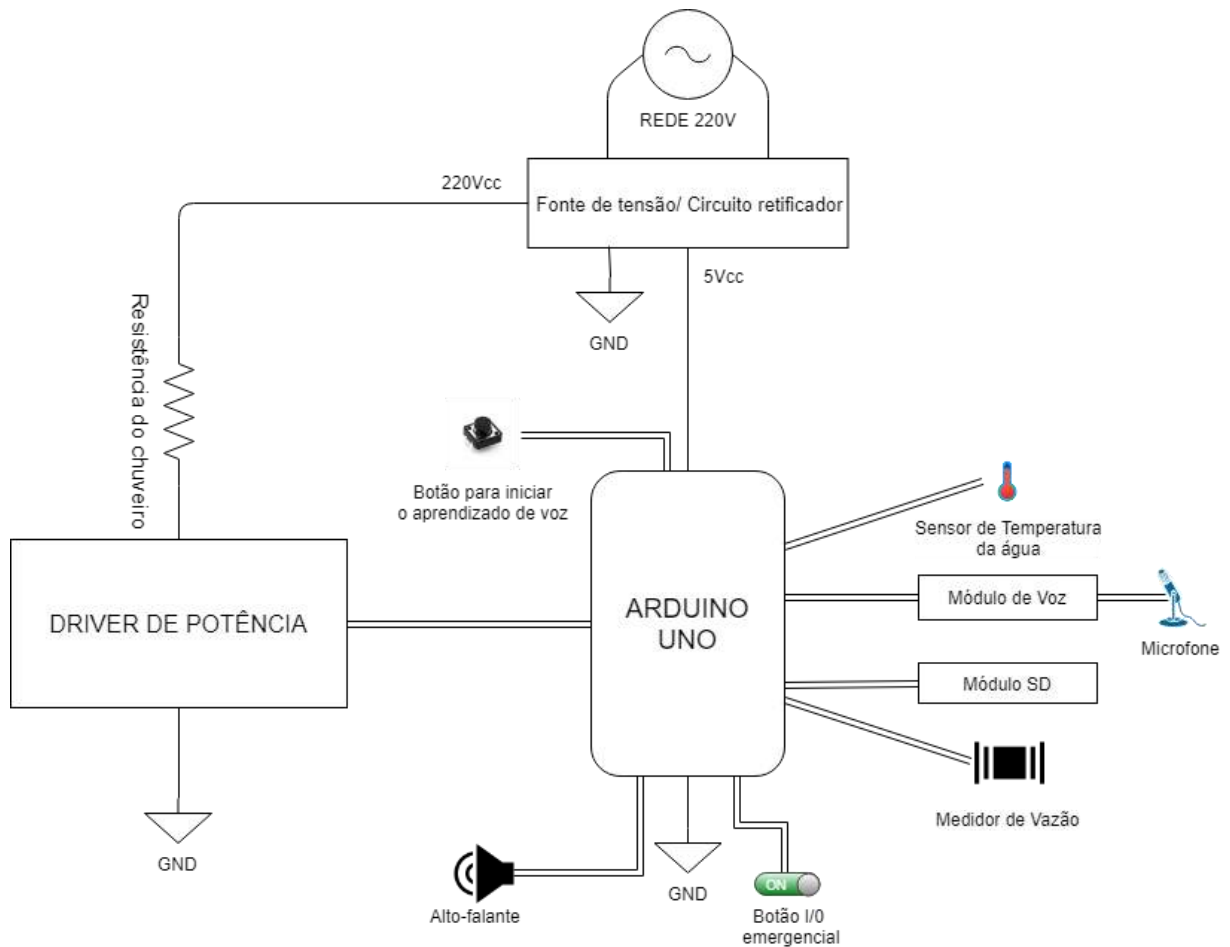 REDE 220V
220Vcc
Fonte de tensão/ Circuito retificador
5Vcc
GND
Resistência do chuveiro
Botão para iniciar
o aprendizado de voz
Sensor de Temperatura
da água
DRIVER DE POTÊNCIA
ARDUINO
UNO
Módulo de Voz
Microfone
Módulo SD
Medidor de Vazão
GND
GND
Alto-falante
ON
Botão I/0
emergencial